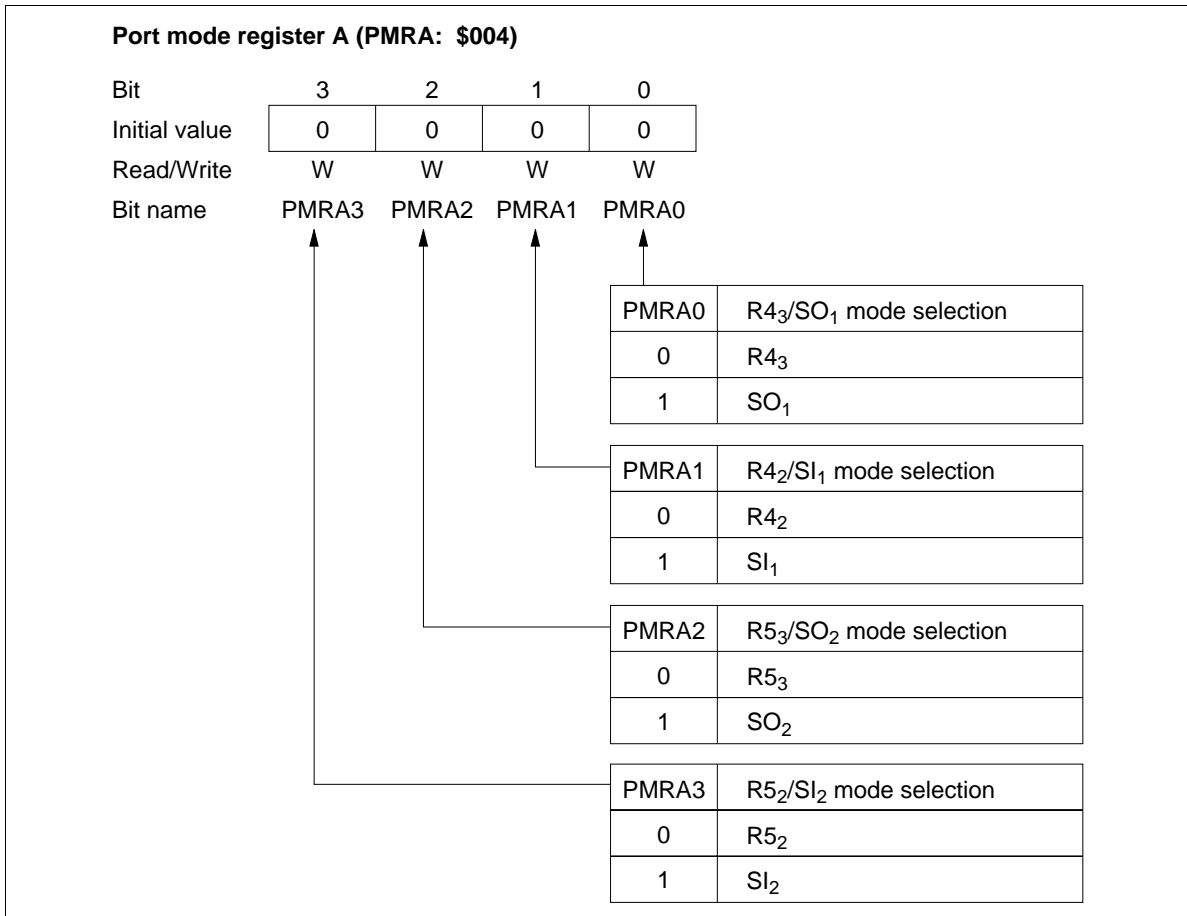 Port mode register A (PMRA: $004)
Bit 3 2 1 0
Initial value 0 0 0 0
Read/Write W W W W
Bit name PMRA3 PMRA2 PMRA1 PMRA0
PMRA0 R4₃/SO₁ mode selection
0 R4₃
1 SO₁
PMRA1 R4₂/SI₁ mode selection
0 R4₂
1 SI₁
PMRA2 R5₃/SO₂ mode selection
0 R5₃
1 SO₂
PMRA3 R5₂/SI₂ mode selection
0 R5₂
1 SI₂